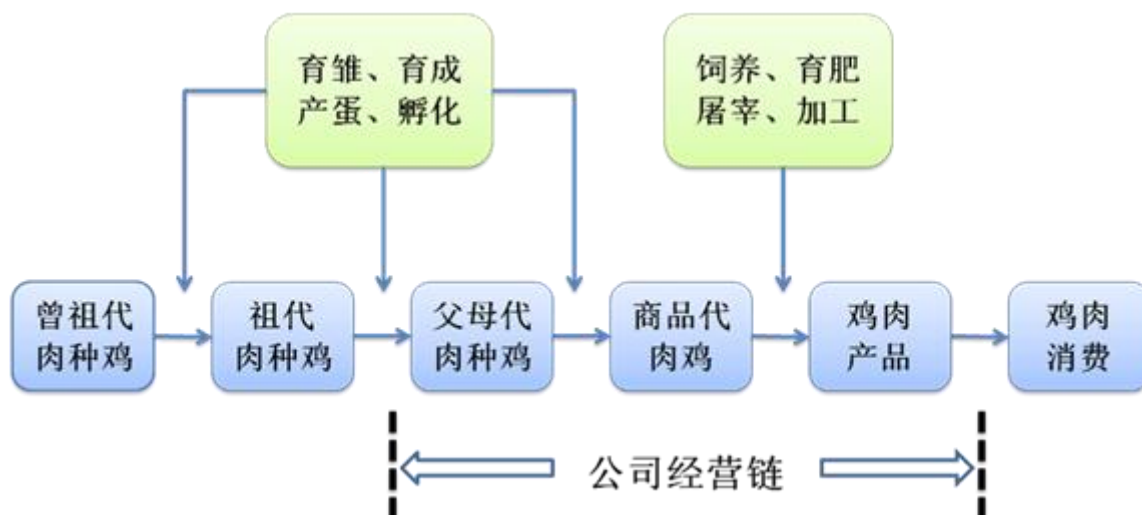 育雏、育成
产蛋、孵化
饲养、育肥
屠宰、加工
曾祖代
肉种鸡
祖代
肉种鸡
父母代
肉种鸡
商品代
肉鸡
鸡肉
产品
鸡肉
消费
公司经营链